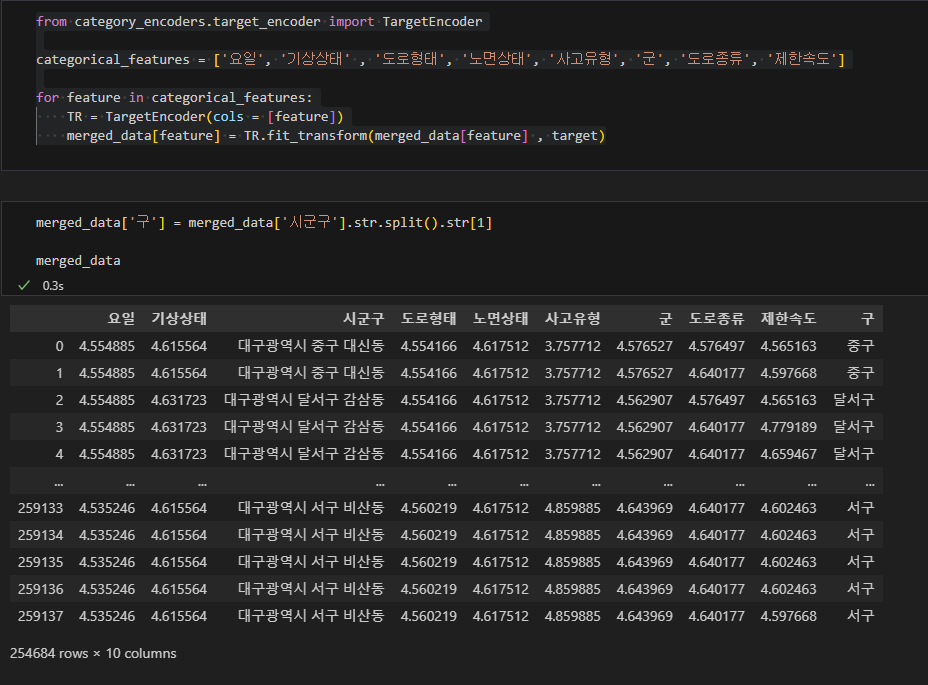 from category_encoders.target_encoder import TargetEncoder
categorical_features = ['요일', '기상상태' , '도로형태', '노면상태', '사고유형', '군', '도로종류', '제한속도']
for feature in categorical_features:
TR = TargetEncoder(cols = [feature])
merged_data[feature] = TR.fit_transform(merged_data[feature] , target)
merged_data['구'] = merged_data['시군구'].str.split().str[1]
merged_data
0.3s
요일 기상상태 시군구 도로형태 노면상태 사고유형 군 도로종류 제한속도 구
0 4.554885 4.615564 대구광역시 중구 대신동 4.554166 4.617512 3.757712 4.576527 4.576497 4.565163 중구
1 4.554885 4.615564 대구광역시 중구 대신동 4.554166 4.617512 3.757712 4.576527 4.640177 4.597668 중구
2 4.554885 4.631723 대구광역시 달서구 감삼동 4.554166 4.617512 3.757712 4.562907 4.576497 4.565163 달서구
3 4.554885 4.631723 대구광역시 달서구 감삼동 4.554166 4.617512 3.757712 4.562907 4.640177 4.779189 달서구
4 4.554885 4.631723 대구광역시 달서구 감삼동 4.554166 4.617512 3.757712 4.562907 4.640177 4.659467 달서구
... ... ... ... ... ... ... ... ... ... ...
259133 4.535246 4.615564 대구광역시 서구 비산동 4.560219 4.617512 4.859885 4.643969 4.640177 4.602463 서구
259134 4.535246 4.615564 대구광역시 서구 비산동 4.560219 4.617512 4.859885 4.643969 4.640177 4.602463 서구
259135 4.535246 4.615564 대구광역시 서구 비산동 4.560219 4.617512 4.859885 4.643969 4.640177 4.602463 서구
259136 4.535246 4.615564 대구광역시 서구 비산동 4.560219 4.617512 4.859885 4.643969 4.640177 4.602463 서구
259137 4.535246 4.615564 대구광역시 서구 비산동 4.560219 4.617512 4.859885 4.643969 4.640177 4.597668 서구
254684 rows × 10 columns